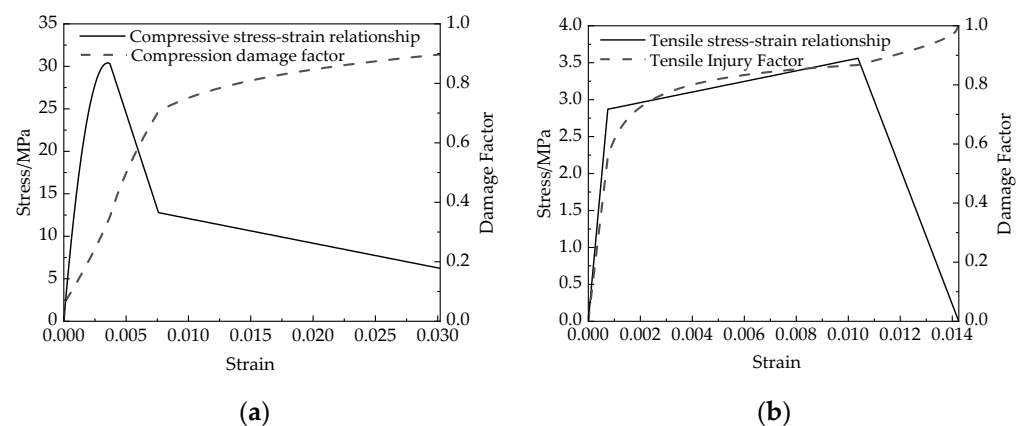 35
30
25
20
15
10
5
0
Stress/MPa
Compressive stress-strain relationship
Compression damage factor
1.0
0.8
0.6
0.4
0.2
0.0
Damage Factor
0.000 0.005 0.010 0.015 0.020 0.025 0.030
Strain
(a)
4.0
3.5
3.0
2.5
2.0
1.5
1.0
0.5
0.0
Stress/MPa
Tensile stress-strain relationship
Tensile Injury Factor
1.0
0.8
0.6
0.4
0.2
0.0
Damage Factor
0.000 0.002 0.004 0.006 0.008 0.010 0.012 0.014
Strain
(b)